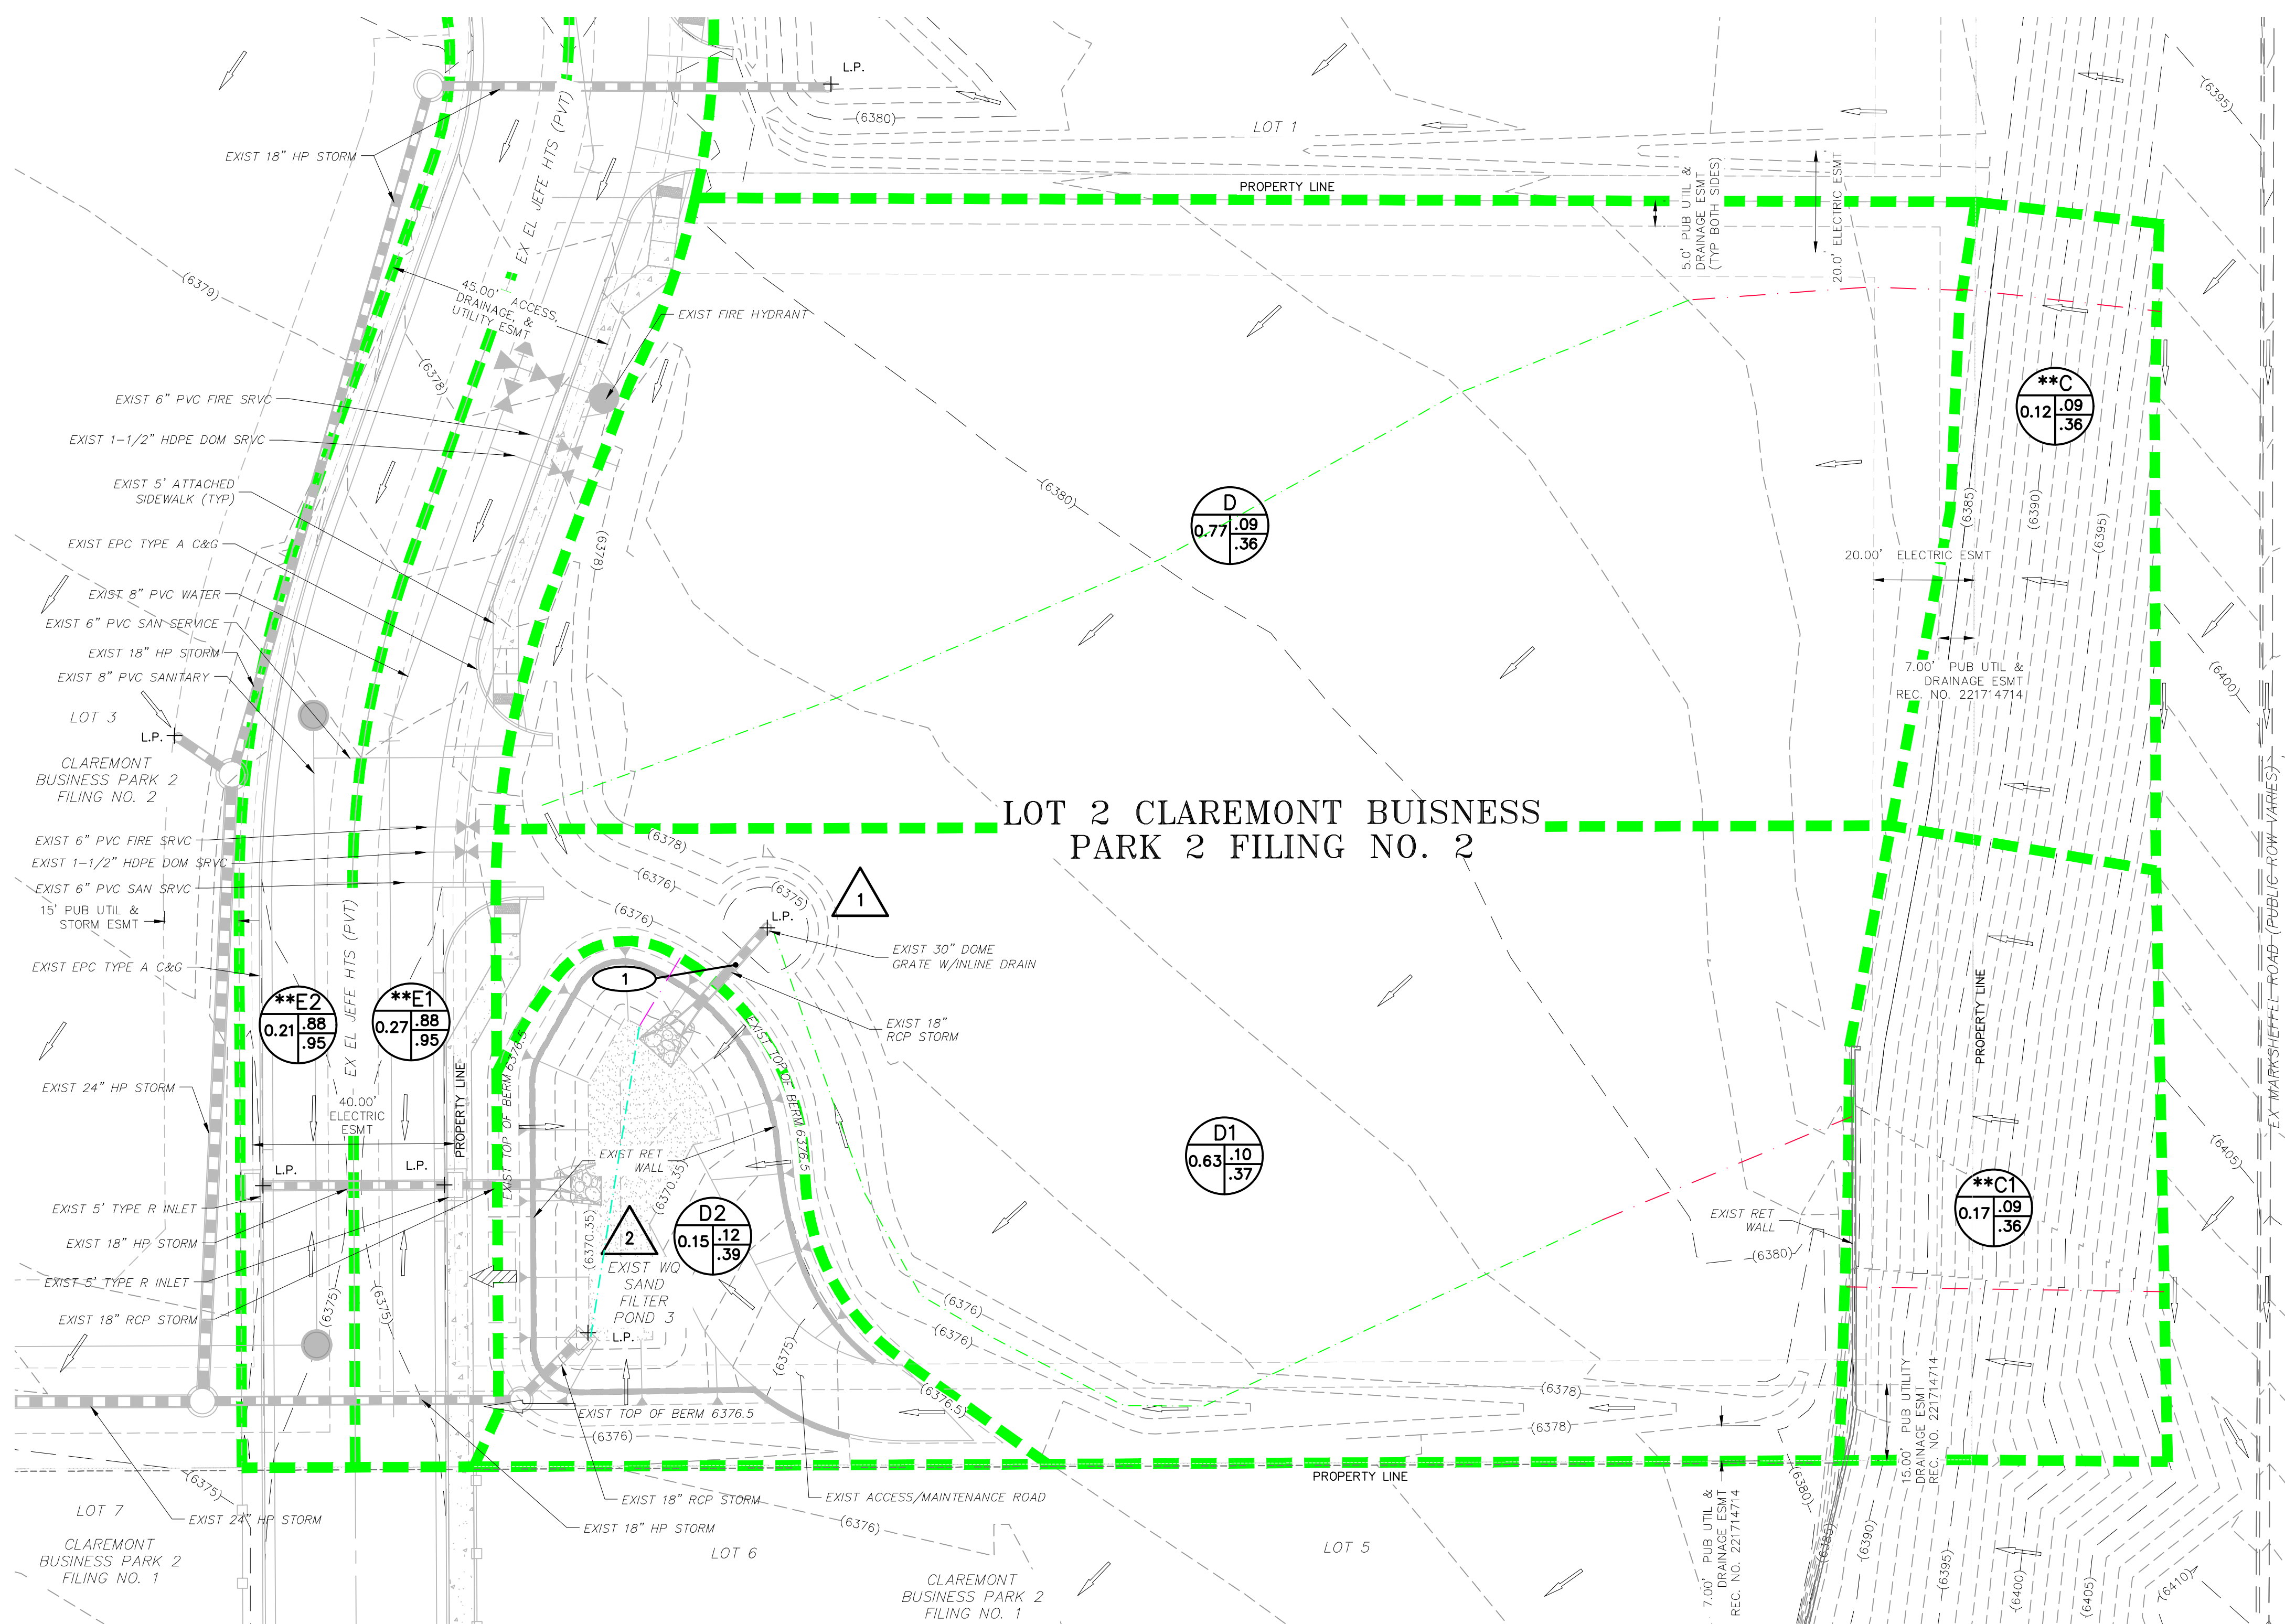 L.P.
(6380)
LOT 1
(6395)
EXIST 18" HP STORM
EX EL JEFE HTS (PVT)
PROPERTY LINE
5.0' PUB UTIL &
DRAINAGE ESMT
(TYP BOTH SIDES)
20.0' ELECTRIC ESMT
(6379)
45.00' ACCESS,
DRAINAGE, &
UTILITY ESMT
EXIST FIRE HYDRANT
(6378)
**C
0.12
.09
.36
EXIST 6" PVC FIRE SRVC
EXIST 1-1/2" HDPE DOM SRVC
EXIST 5' ATTACHED
SIDEWALK (TYP)
(6380)
D
0.77
.09
.36
(6385)
(6390)
(6395)
EXIST EPC TYPE A C&G
(6378)
20.00' ELECTRIC ESMT
EXIST 8" PVC WATER
EXIST 6" PVC SAN SERVICE
EXIST 18" HP STORM
EXIST 8" PVC SANITARY
7.00' PUB UTIL &
DRAINAGE ESMT
REC. NO. 221714714
(6400)
LOT 3
L.P.
CLAREMONT
BUSINESS PARK 2
FILING NO. 2
LOT 2 CLAREMONT BUISNESS
PARK 2 FILING NO. 2
EXIST 6" PVC FIRE SRVC
EXIST 1-1/2" HDPE DOM SRVC
EXIST 6" PVC SAN SRVC
15' PUB UTIL &
STORM ESMT
(6378)
(6376)
(6375)
(6376)
1
L.P.
EXIST 30" DOME
GRATE W/INLINE DRAIN
EXIST EPC TYPE A C&G
EX EL JEFE HTS (PVT)
1
**E2
0.21
.88
.95
**E1
0.27
.88
.95
EXIST 18"
RCP STORM
EXIST TOP OF BERM 6376.5
EXIST TOP OF BERM 6376.5
PROPERTY LINE
EX MARKSHEFFEL ROAD (PUBLIC ROW VARIES)
EXIST 24" HP STORM
40.00'
ELECTRIC
ESMT
PROPERTY LINE
EXIST RET
WALL
D1
0.63
.10
.37
(6405)
L.P.
L.P.
(6370.35)
(6370.35)
EXIST 5' TYPE R INLET
EXIST 18" HP STORM
EXIST 5' TYPE R INLET
EXIST 18" RCP STORM
2
D2
0.15
.12
.39
EXIST WQ
SAND
FILTER
POND 3
L.P.
EXIST RET
WALL
(6380)
**C1
0.17
.09
.36
(6375)
(6375)
(6376)
(6376)
(6375)
(6376.5)
(6378)
(6378)
15.00' PUB UTILITY
DRAINAGE ESMT
REC. NO. 221714714
EXIST TOP OF BERM 6376.5
(6376)
PROPERTY LINE
(6375)
LOT 7
EXIST 24" HP STORM
CLAREMONT
BUSINESS PARK 2
FILING NO. 1
EXIST 18" RCP STORM
EXIST 18" HP STORM
EXIST ACCESS/MAINTENANCE ROAD
(6376)
LOT 6
LOT 5
CLAREMONT
BUSINESS PARK 2
FILING NO. 1
7.00' PUB UTIL &
DRAINAGE ESMT
REC. NO. 221714714
(6380)
(6385)
(6390)
(6395)
(6400)
(6405)
(6410)